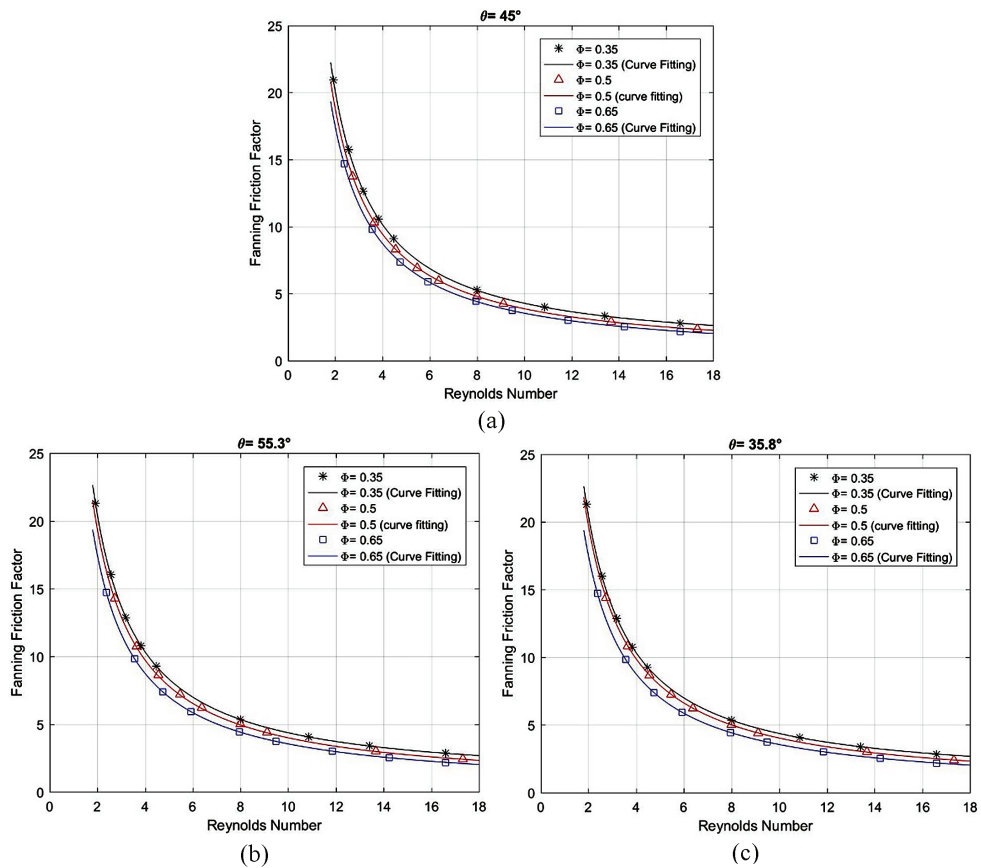 θ= 45°
25
20
15
10
5
0
Fanning Friction Factor
Φ= 0.35
Φ= 0.35 (Curve Fitting)
Φ= 0.5
Φ= 0.5 (curve fitting)
Φ= 0.65
Φ= 0.65 (Curve Fitting)
0 2 4 6 8 10 12 14 16 18
Reynolds Number
(a)
θ= 55.3°
25
20
15
10
5
0
Fanning Friction Factor
Φ= 0.35
Φ= 0.35 (Curve Fitting)
Φ= 0.5
Φ= 0.5 (curve fitting)
Φ= 0.65
Φ= 0.65 (Curve Fitting)
0 2 4 6 8 10 12 14 16 18
Reynolds Number
(b)
θ= 35.8°
25
20
15
10
5
0
Fanning Friction Factor
Φ= 0.35
Φ= 0.35 (Curve Fitting)
Φ= 0.5
Φ= 0.5 (curve fitting)
Φ= 0.65
Φ= 0.65 (Curve Fitting)
0 2 4 6 8 10 12 14 16 18
Reynolds Number
(c)